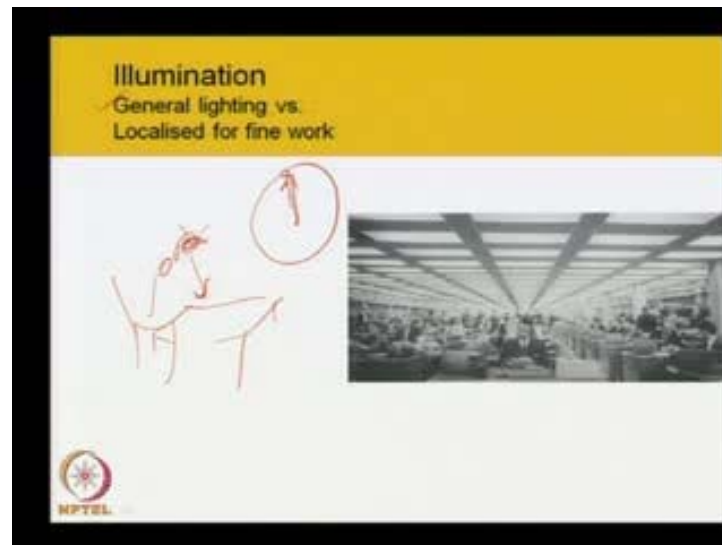 Illumination
General lighting vs.
Localised for fine work
NPTEL